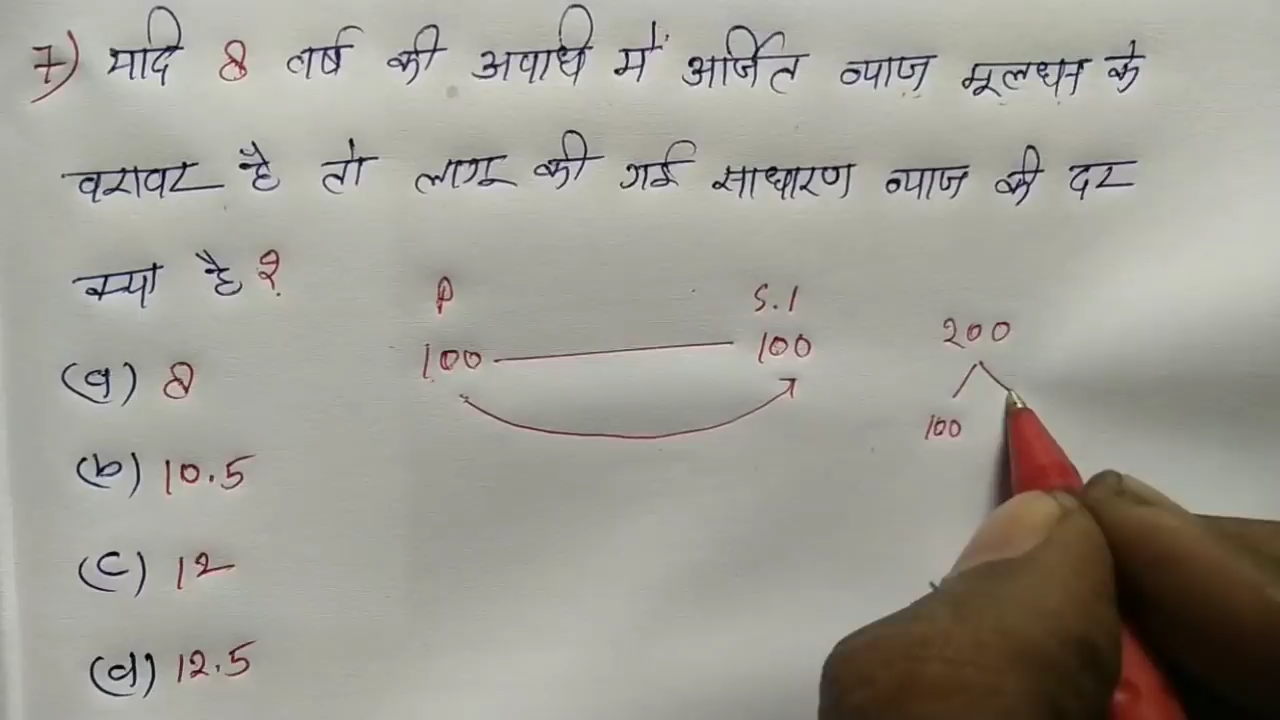 7) यदि 8 वर्ष की अवधि में अर्जित ब्याज मूलधन के
बराबर है तो लागू की गई साधारण ब्याज की दर
क्या है?
P S.I
100 100
200
100
(a) 8
(b) 10.5
(c) 12
(d) 12.5